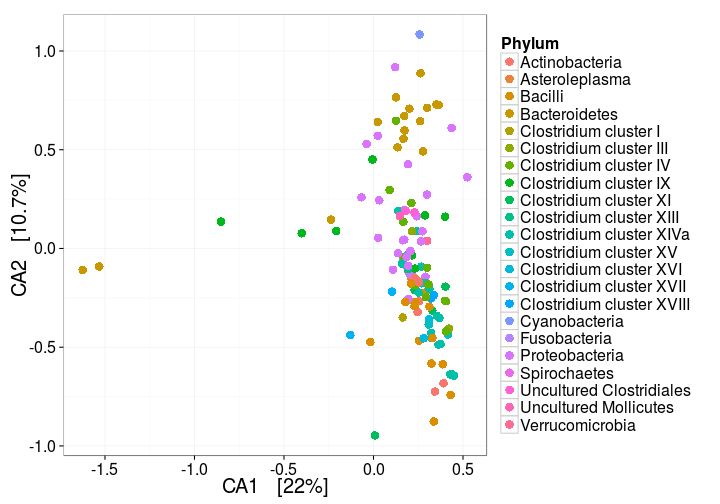 Phylum
Actinobacteria
Asteroleplasma
Bacilli
Bacteroidetes
Clostridium cluster I
Clostridium cluster III
Clostridium cluster IV
Clostridium cluster IX
Clostridium cluster XI
Clostridium cluster XIII
Clostridium cluster XIVa
Clostridium cluster XV
Clostridium cluster XVI
Clostridium cluster XVII
Clostridium cluster XVIII
Cyanobacteria
Fusobacteria
Proteobacteria
Spirochaetes
Uncultured Clostridiales
Uncultured Mollicutes
Verrucomicrobia
1.0
0.5
0.0
-0.5
-1.0
CA2 [10.7%]
-1.5
-1.0
-0.5
0.0
0.5
CA1 [22%]